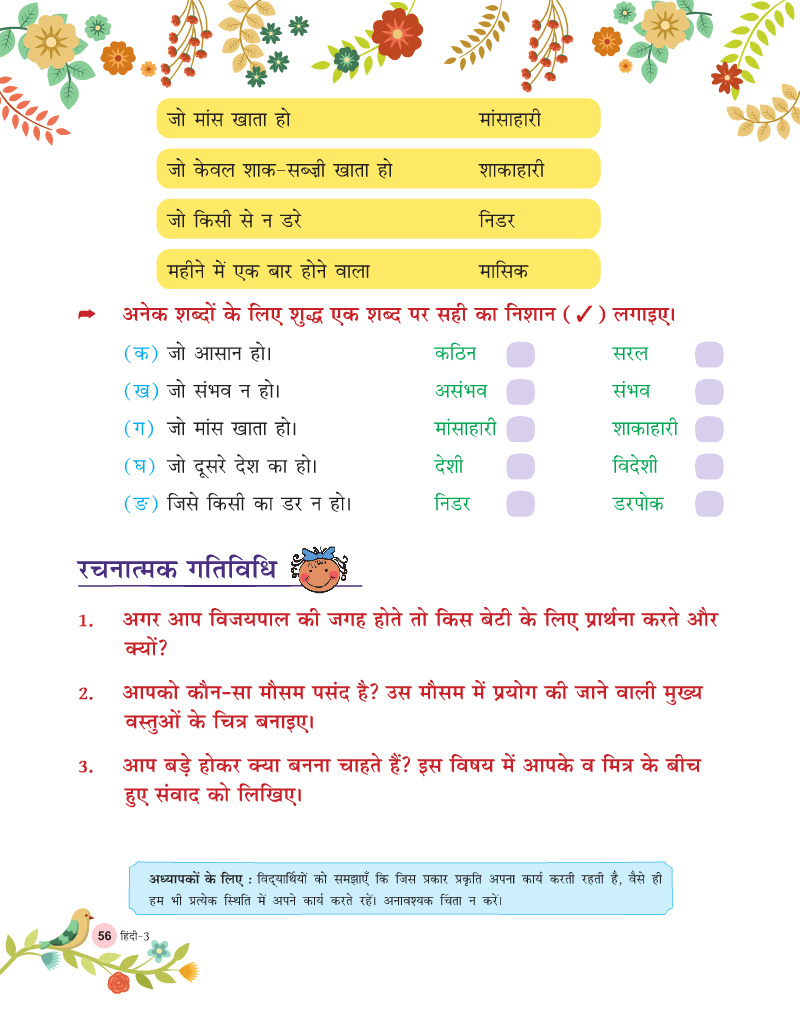 जो मांस खाता हो मांसाहारी
जो केवल शाक-सब्ज़ी खाता हो शाकाहारी
जो किसी से न डरे निडर
महीने में एक बार होने वाला मासिक
➦ अनेक शब्दों के लिए शुद्ध एक शब्द पर सही का निशान (✓) लगाइए।
(क) जो आसान हो। कठिन सरल
(ख) जो संभव न हो। असंभव संभव
(ग) जो मांस खाता हो। मांसाहारी शाकाहारी
(घ) जो दूसरे देश का हो। देशी विदेशी
(ङ) जिसे किसी का डर न हो। निडर डरपोक
रचनात्मक गतिविधि
1. अगर आप विजयपाल की जगह होते तो किस बेटी के लिए प्रार्थना करते और
क्यों?
2. आपको कौन-सा मौसम पसंद है? उस मौसम में प्रयोग की जाने वाली मुख्य
वस्तुओं के चित्र बनाइए।
3. आप बड़े होकर क्या बनना चाहते हैं? इस विषय में आपके व मित्र के बीच
हुए संवाद को लिखिए।
अध्यापकों के लिए : विद्‌यार्थियों को समझाएँ कि जिस प्रकार प्रकृति अपना कार्य करती रहती है, वैसे ही
हम भी प्रत्येक स्थिति में अपने कार्य करते रहें। अनावश्यक चिंता न करें।
56 हिंदी-3